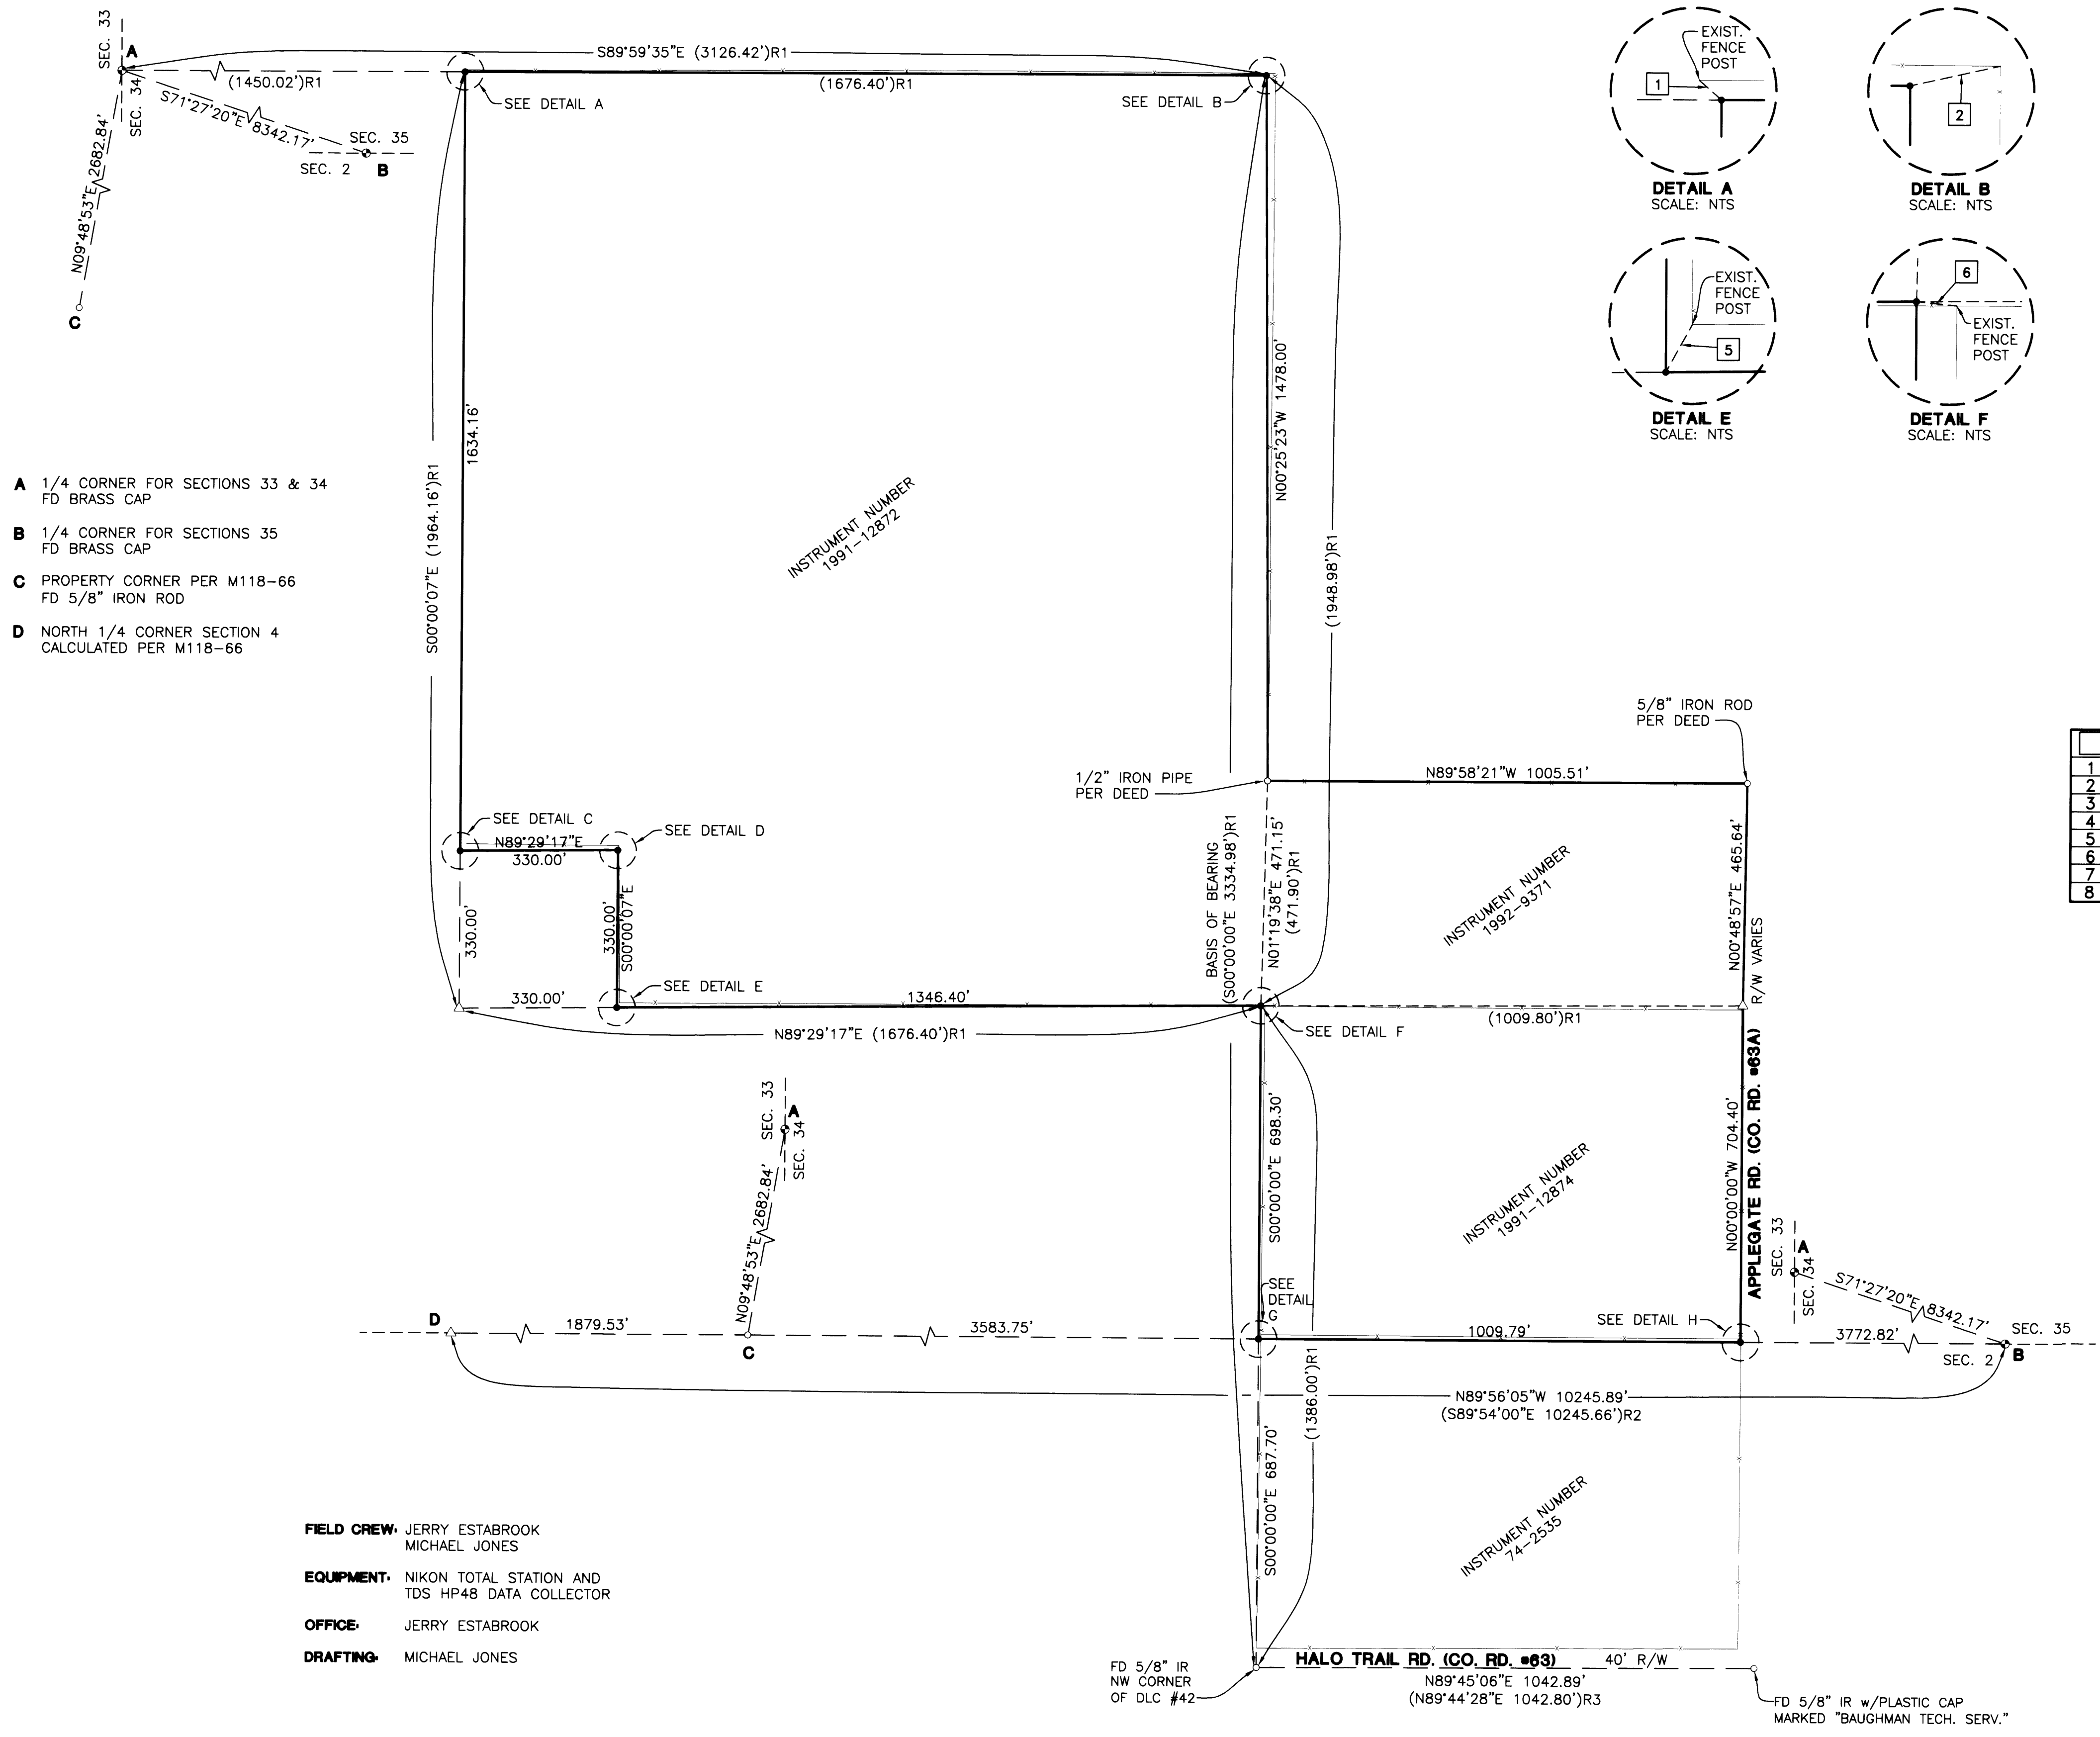 SEC. 33
A
SEC. 34
S89°59'35"E (3126.42')R1
(1450.02')R1
(1676.40')R1
S71°27'20"E 8342.17'
SEC. 35
SEC. 2
B
N09°48'53"E 2682.84'
C
SEE DETAIL A
SEE DETAIL B
1
EXIST.
FENCE
POST
DETAIL A
SCALE: NTS
2
DETAIL B
SCALE: NTS
EXIST.
FENCE
POST
5
DETAIL E
SCALE: NTS
6
EXIST.
FENCE
POST
DETAIL F
SCALE: NTS
A 1/4 CORNER FOR SECTIONS 33 & 34
FD BRASS CAP
B 1/4 CORNER FOR SECTIONS 35
FD BRASS CAP
C PROPERTY CORNER PER M118-66
FD 5/8" IRON ROD
D NORTH 1/4 CORNER SECTION 4
CALCULATED PER M118-66
S00°00'07"E (1964.16')R1
1634.16'
INSTRUMENT NUMBER
1991-12872
N00°25'23"W 1478.00'
(1948.98')R1
5/8" IRON ROD
PER DEED
1
2
3
4
5
6
7
8
1/2" IRON PIPE
PER DEED
N89°58'21"W 1005.51'
SEE DETAIL C
N89°29'17"E
330.00'
SEE DETAIL D
330.00'
330.00'
S00°00'07"E
330.00'
SEE DETAIL E
1346.40'
N89°29'17"E (1676.40')R1
BASIS OF BEARING
(S00°00'00"E 3334.98')R1
N01°19'38"E 471.15'
(471.90')R1
INSTRUMENT NUMBER
1992-9371
N00°48'57"E 465.64'
R/W VARIES
(1009.80')R1
SEE DETAIL F
SEC. 33
A
SEC. 34
N09°48'53"E 2682.84'
S00°00'00"E 698.30'
INSTRUMENT NUMBER
1991-12874
N00°00'00"W 704.40'
APPLEGATE RD. (CO. RD. #63A)
SEC. 33
A
SEC. 34
S71°27'20"E 8342.17'
D
1879.53'
C
3583.75'
SEE
DETAIL
G
1009.79'
SEE DETAIL H
3772.82'
SEC. 35
SEC. 2
B
N89°56'05"W 10245.89'
(S89°54'00"E 10245.66')R2
(1386.00')R1
S00°00'00"E 687.70'
INSTRUMENT NUMBER
74-2535
FIELD CREW: JERRY ESTABROOK
MICHAEL JONES
EQUIPMENT: NIKON TOTAL STATION AND
TDS HP48 DATA COLLECTOR
OFFICE: JERRY ESTABROOK
DRAFTING: MICHAEL JONES
FD 5/8" IR
NW CORNER
OF DLC #42
HALO TRAIL RD. (CO. RD. #63)
40' R/W
N89°45'06"E 1042.89'
(N89°44'28"E 1042.80')R3
FD 5/8" IR w/PLASTIC CAP
MARKED "BAUGHMAN TECH. SERV."